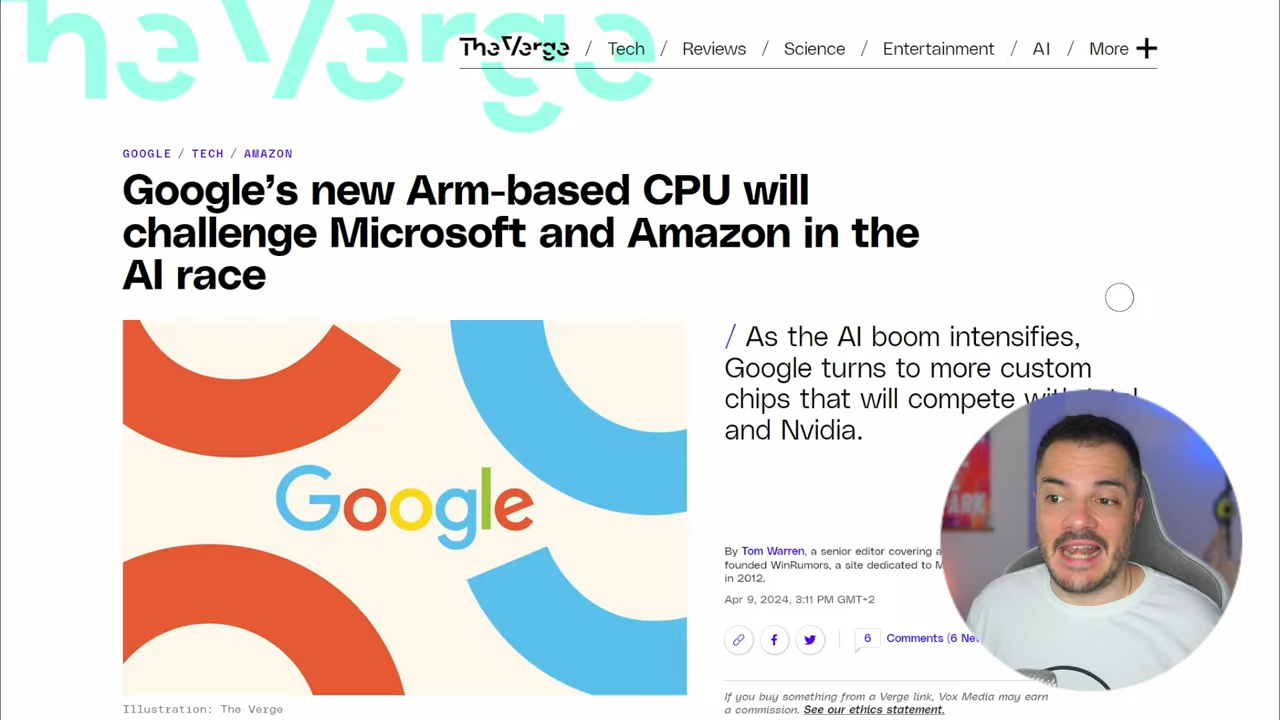 The Verge
The Verge / Tech / Reviews / Science / Entertainment / AI / More +
GOOGLE / TECH / AMAZON
Google's new Arm-based CPU will
challenge Microsoft and Amazon in the
AI race
/ As the AI boom intensifies,
Google turns to more custom
chips that will compete
and Nvidia.
Google
By Tom Warren, a senior editor covering
founded WinRumors, a site dedicated to
in 2012.
Apr 9, 2024, 3:11 PM GMT+2
6 Comments (6
If you buy something from a Verge link, Vox Media may earn
a commission. See our ethics statement.
Illustration: The Verge